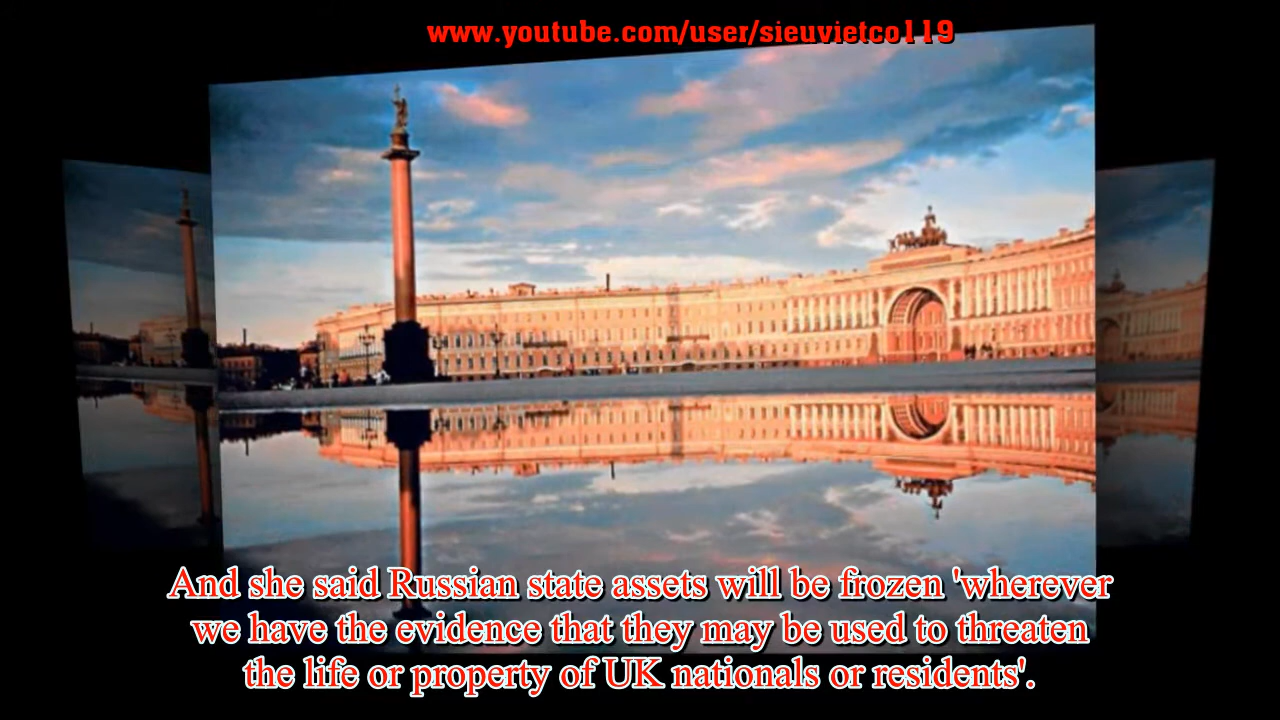 www.youtube.com/user/sieuvietco119
And she said Russian state assets will be frozen 'wherever
we have the evidence that they may be used to threaten
the life or property of UK nationals or residents'.